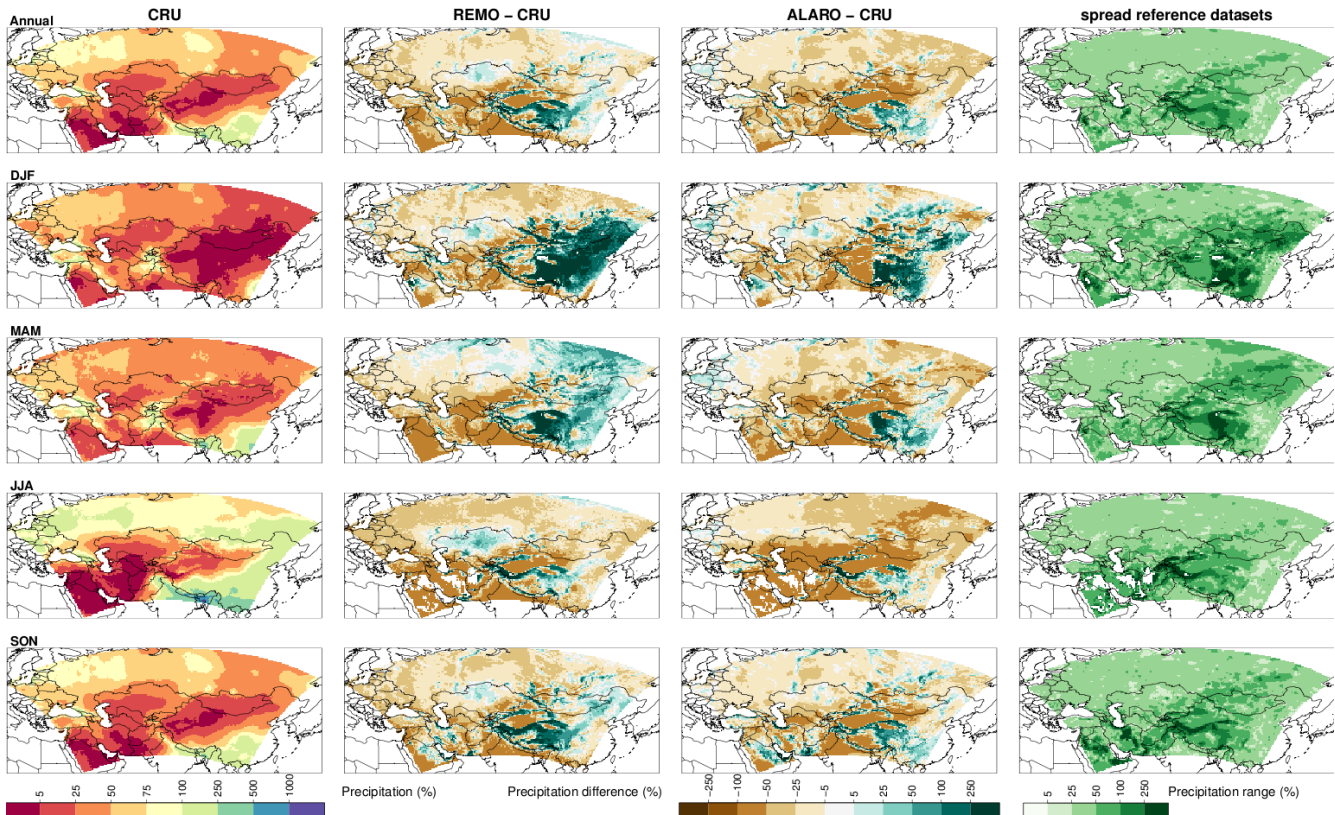 CRU
REMO − CRU
ALARO − CRU
spread reference datasets
Annual
DJF
MAM
JJA
SON
5 25 50 75 100 250 500 1000
Precipitation (%)
Precipitation difference (%)
−250 −100 −50 −25 −5 5 25 50 100 250
5 25 50 100 250
Precipitation range (%)